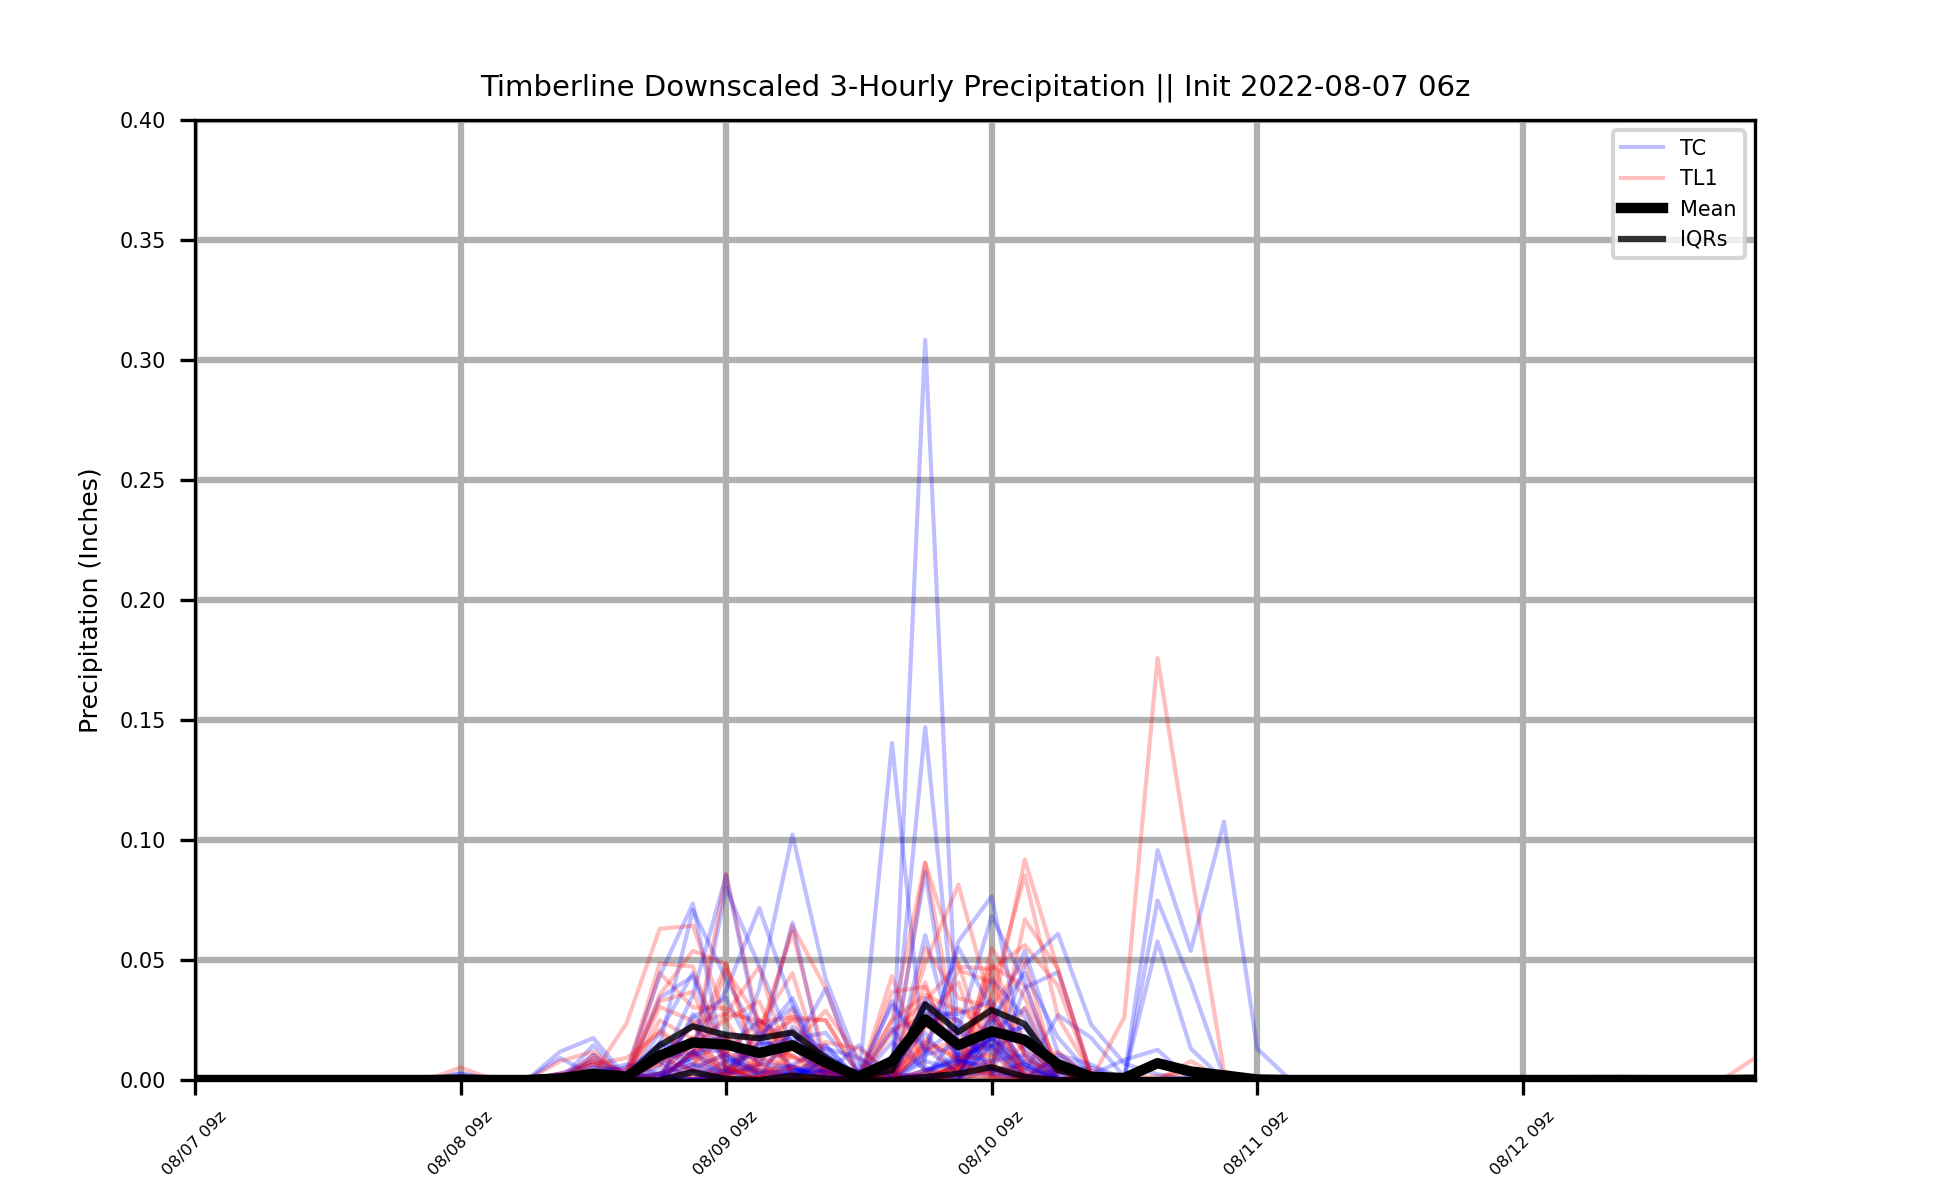 Timberline Downscaled 3-Hourly Precipitation || Init 2022-08-07 06z
TC
TL1
Mean
IQRs
Precipitation (Inches)
0.40
0.35
0.30
0.25
0.20
0.15
0.10
0.05
0.00
08/07 09z
08/08 09z
08/09 09z
08/10 09z
08/11 09z
08/12 09z